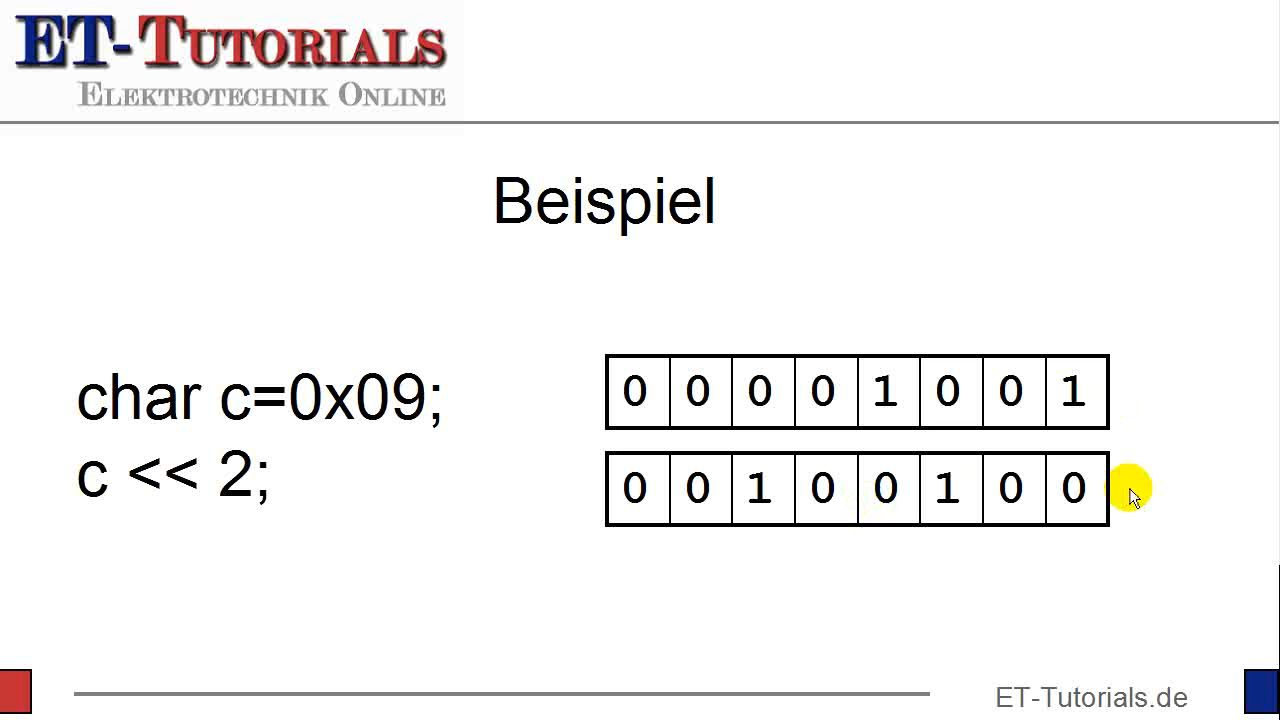 ET-TUTORIALS
ELEKTROTECHNIK ONLINE
Beispiel
char c=0x09;
0 0 0 0 1 0 0 1
c << 2;
0 0 1 0 0 1 0 0
ET-Tutorials.de